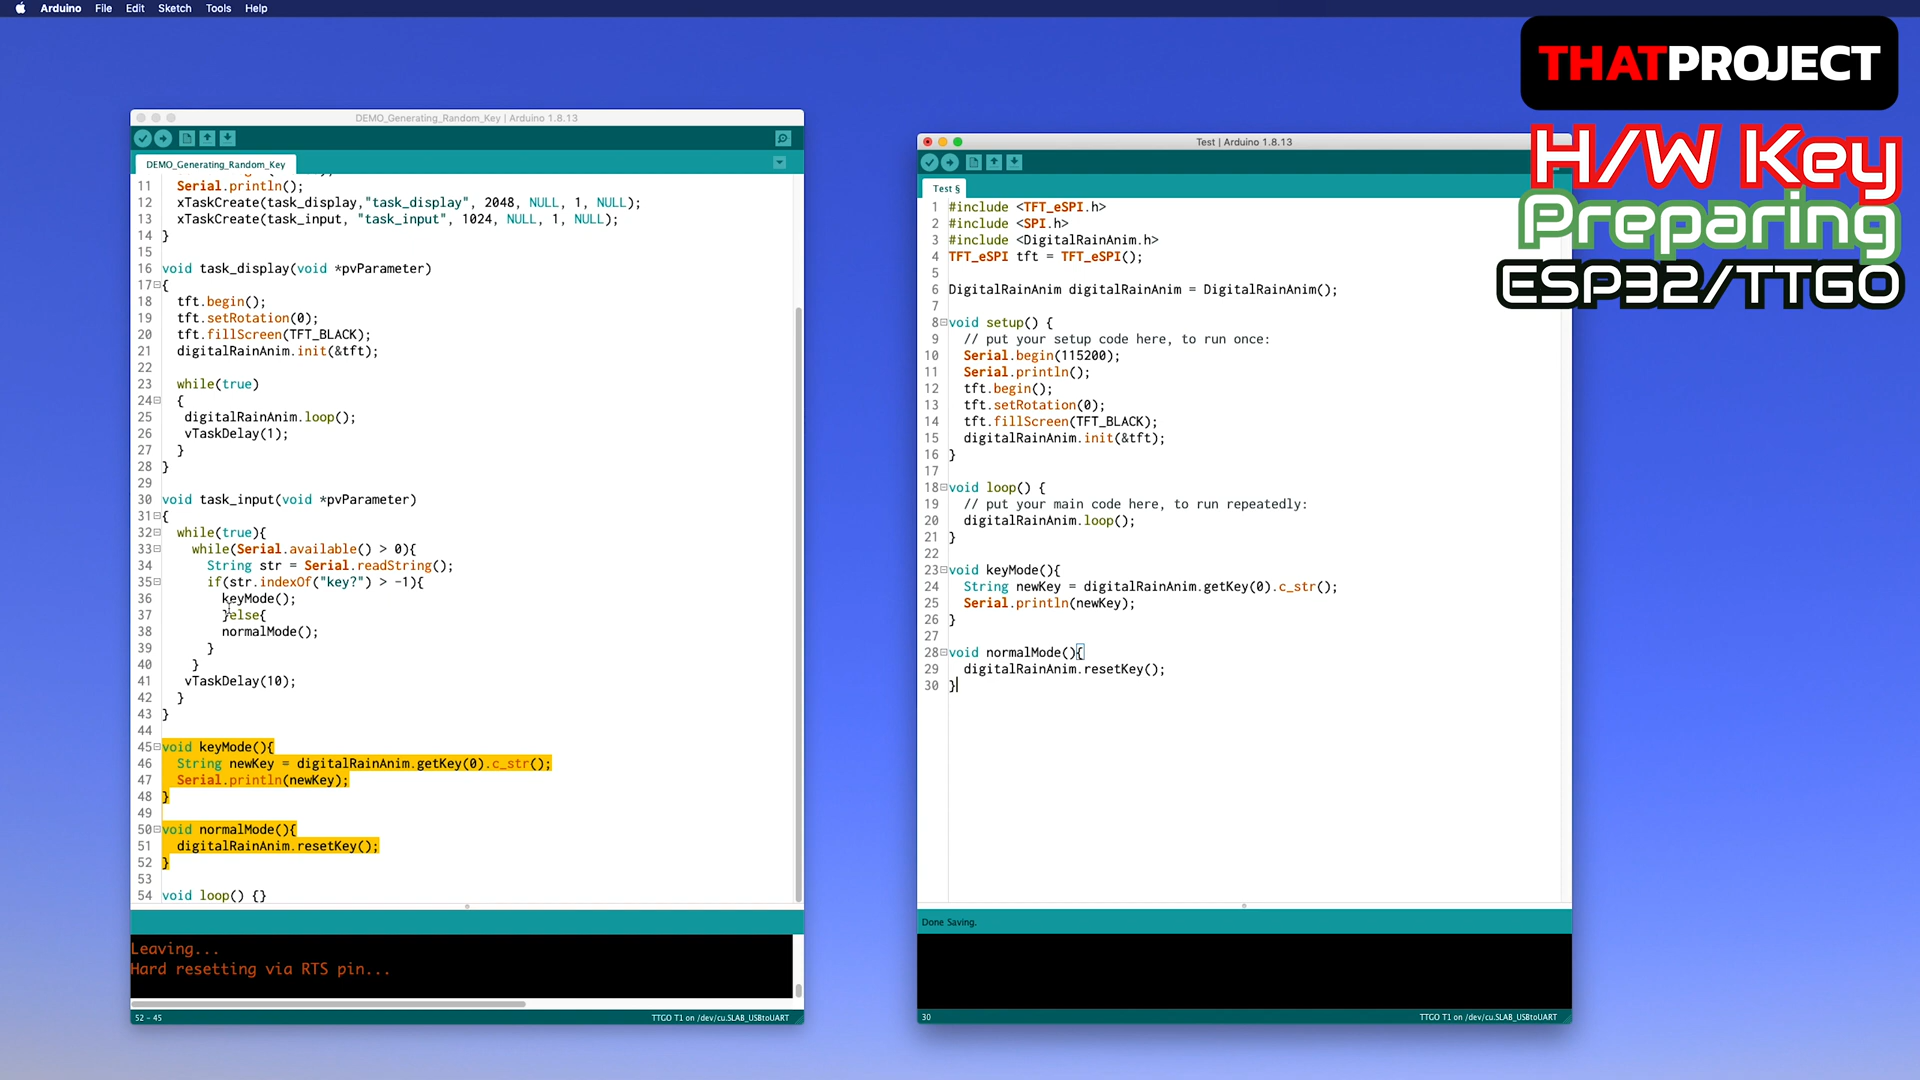 Arduino File Edit Sketch Tools Help
THATPROJECT
H/W Key
Preparing
ESP32/TTGO
DEMO_Generating_Random_Key | Arduino 1.8.13
DEMO_Generating_Random_Key
11 Serial.println();
12 xTaskCreate(task_display,"task_display", 2048, NULL, 1, NULL);
13 xTaskCreate(task_input, "task_input", 1024, NULL, 1, NULL);
14 }
15
16 void task_display(void *pvParameter)
17 {
18 tft.begin();
19 tft.setRotation(0);
20 tft.fillScreen(TFT_BLACK);
21 digitalRainAnim.init(&tft);
22
23 while(true)
24 {
25 digitalRainAnim.loop();
26 vTaskDelay(1);
27 }
28 }
29
30 void task_input(void *pvParameter)
31 {
32 while(true){
33 while(Serial.available() > 0){
34 String str = Serial.readString();
35 if(str.indexOf("key?") > -1){
36 keyMode();
37 }else{
38 normalMode();
39 }
40 }
41 vTaskDelay(10);
42 }
43 }
44
45 void keyMode(){
46 String newKey = digitalRainAnim.getKey(0).c_str();
47 Serial.println(newKey);
48 }
49
50 void normalMode(){
51 digitalRainAnim.resetKey();
52 }
53
54 void loop() {}
Leaving...
Hard resetting via RTS pin...
52 - 45 TTGO T1 on /dev/cu.SLAB_USBtoUART
Test | Arduino 1.8.13
Test §
1 #include <TFT_eSPI.h>
2 #include <SPI.h>
3 #include <DigitalRainAnim.h>
4 TFT_eSPI tft = TFT_eSPI();
5
6 DigitalRainAnim digitalRainAnim = DigitalRainAnim();
7
8 void setup() {
9 // put your setup code here, to run once:
10 Serial.begin(115200);
11 Serial.println();
12 tft.begin();
13 tft.setRotation(0);
14 tft.fillScreen(TFT_BLACK);
15 digitalRainAnim.init(&tft);
16 }
17
18 void loop() {
19 // put your main code here, to run repeatedly:
20 digitalRainAnim.loop();
21 }
22
23 void keyMode(){
24 String newKey = digitalRainAnim.getKey(0).c_str();
25 Serial.println(newKey);
26 }
27
28 void normalMode(){
29 digitalRainAnim.resetKey();
30 }
Done Saving.
30 TTGO T1 on /dev/cu.SLAB_USBtoUART